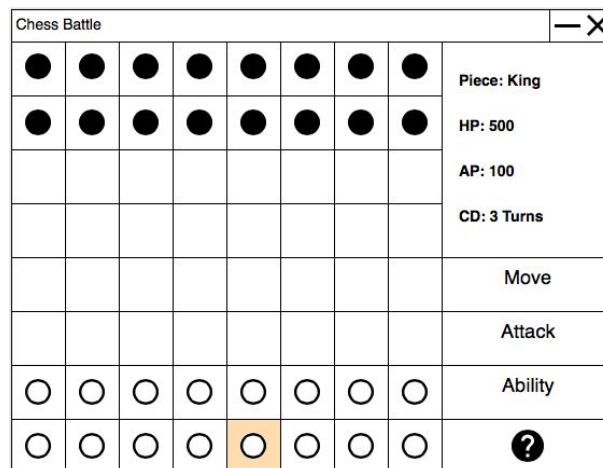 Chess Battle
Piece: King
HP: 500
AP: 100
CD: 3 Turns
Move
Attack
Ability
?